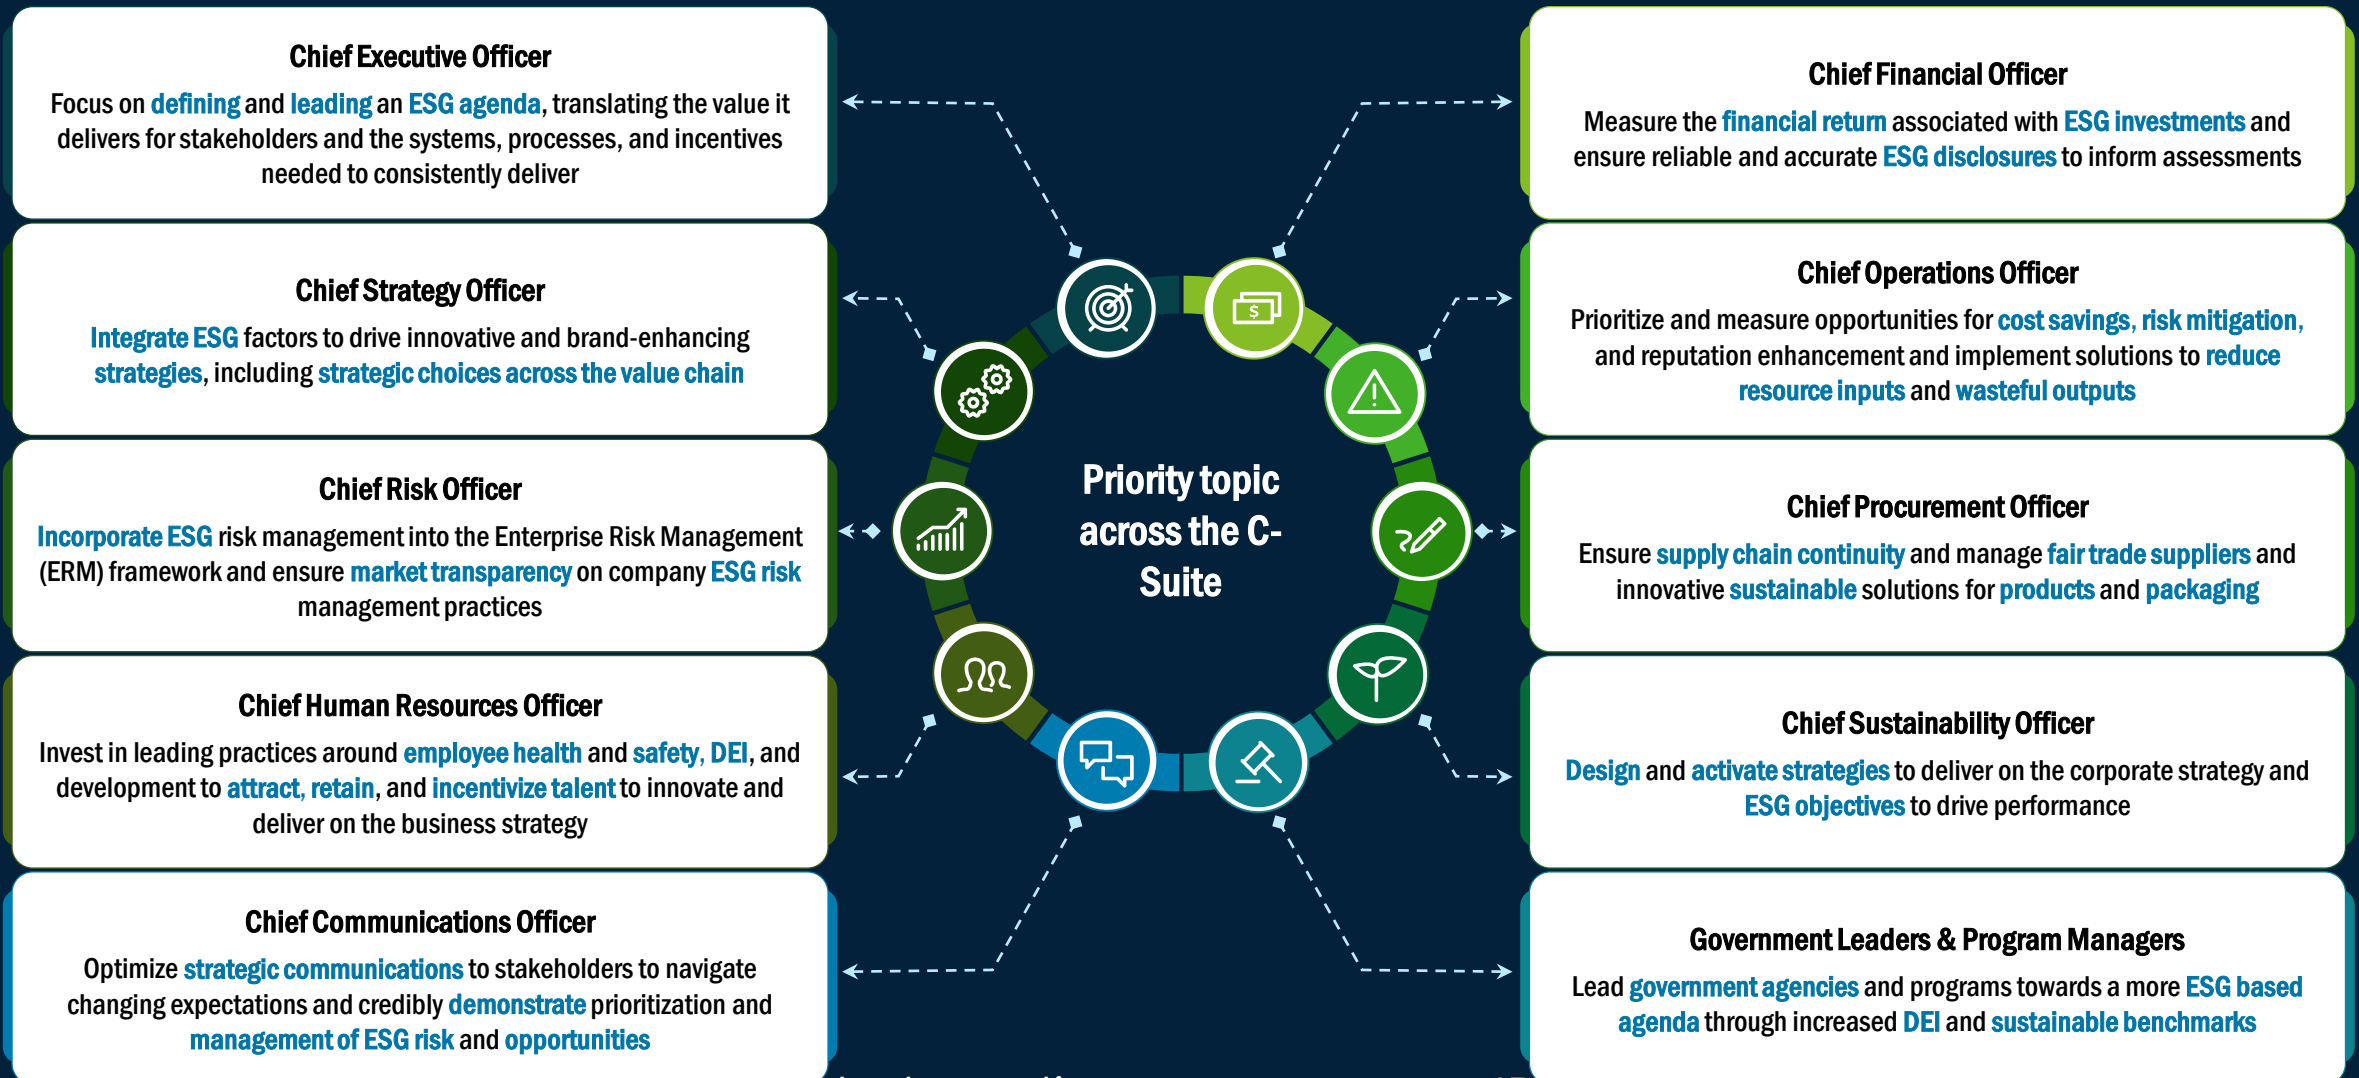 Chief Executive Officer
Focus on defining and leading an ESG agenda, translating the value it
delivers for stakeholders and the systems, processes, and incentives
needed to consistently deliver
Chief Strategy Officer
Integrate ESG factors to drive innovative and brand-enhancing
strategies, including strategic choices across the value chain
Chief Risk Officer
Incorporate ESG risk management into the Enterprise Risk Management
(ERM) framework and ensure market transparency on company ESG risk
management practices
Chief Human Resources Officer
Invest in leading practices around employee health and safety, DEI, and
development to attract, retain, and incentivize talent to innovate and
deliver on the business strategy
Chief Communications Officer
Optimize strategic communications to stakeholders to navigate
changing expectations and credibly demonstrate prioritization and
management of ESG risk and opportunities
$
Priority topic
across the C-
Suite
Chief Financial Officer
Measure the financial return associated with ESG investments and
ensure reliable and accurate ESG disclosures to inform assessments
Chief Operations Officer
Prioritize and measure opportunities for cost savings, risk mitigation,
and reputation enhancement and implement solutions to reduce
resource inputs and wasteful outputs
Chief Procurement Officer
Ensure supply chain continuity and manage fair trade suppliers and
innovative sustainable solutions for products and packaging
Chief Sustainability Officer
Design and activate strategies to deliver on the corporate strategy and
ESG objectives to drive performance
Government Leaders & Program Managers
Lead government agencies and programs towards a more ESG based
agenda through increased DEI and sustainable benchmarks